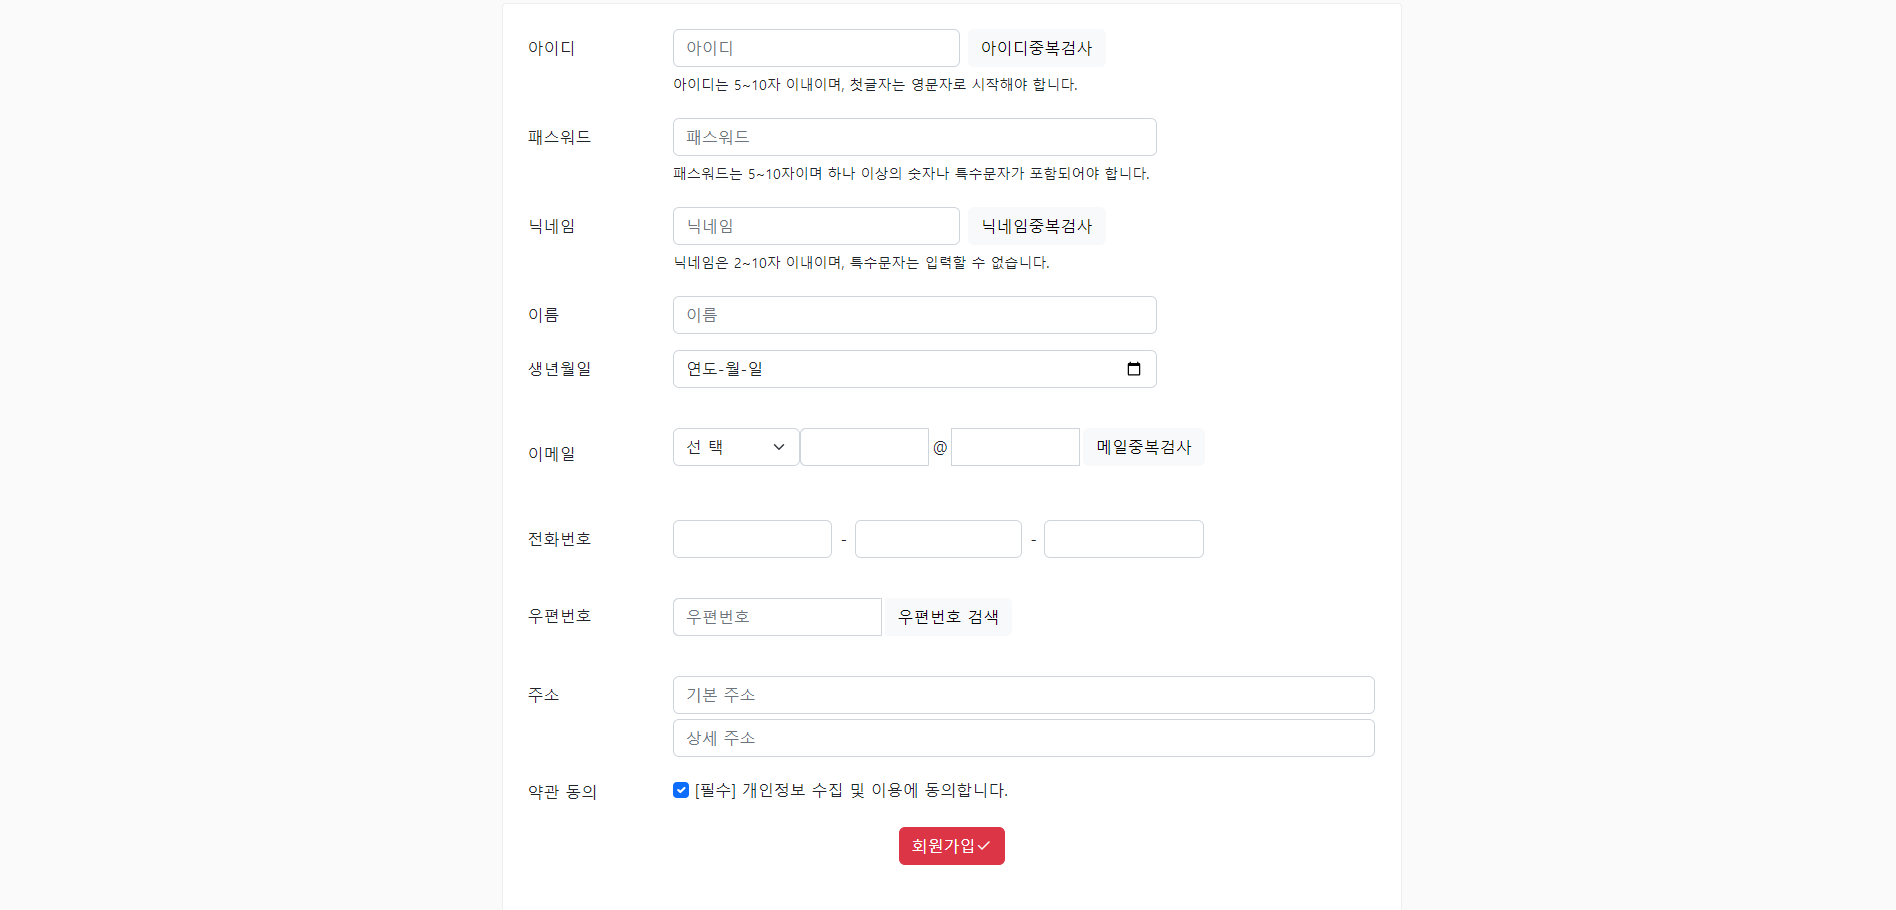 아이디 아이디 아이디중복검사
아이디는 5~10자 이내이며, 첫글자는 영문자로 시작해야 합니다.
패스워드 패스워드
패스워드는 5~10자이며 하나 이상의 숫자나 특수문자가 포함되어야 합니다.
닉네임 닉네임 닉네임중복검사
닉네임은 2~10자 이내이며, 특수문자는 입력할 수 없습니다.
이름 이름
생년월일 연도-월-일
이메일 선 택 @ 메일중복검사
전화번호 - -
우편번호 우편번호 우편번호 검색
주소 기본 주소
상세 주소
약관 동의 [필수] 개인정보 수집 및 이용에 동의합니다.
회원가입